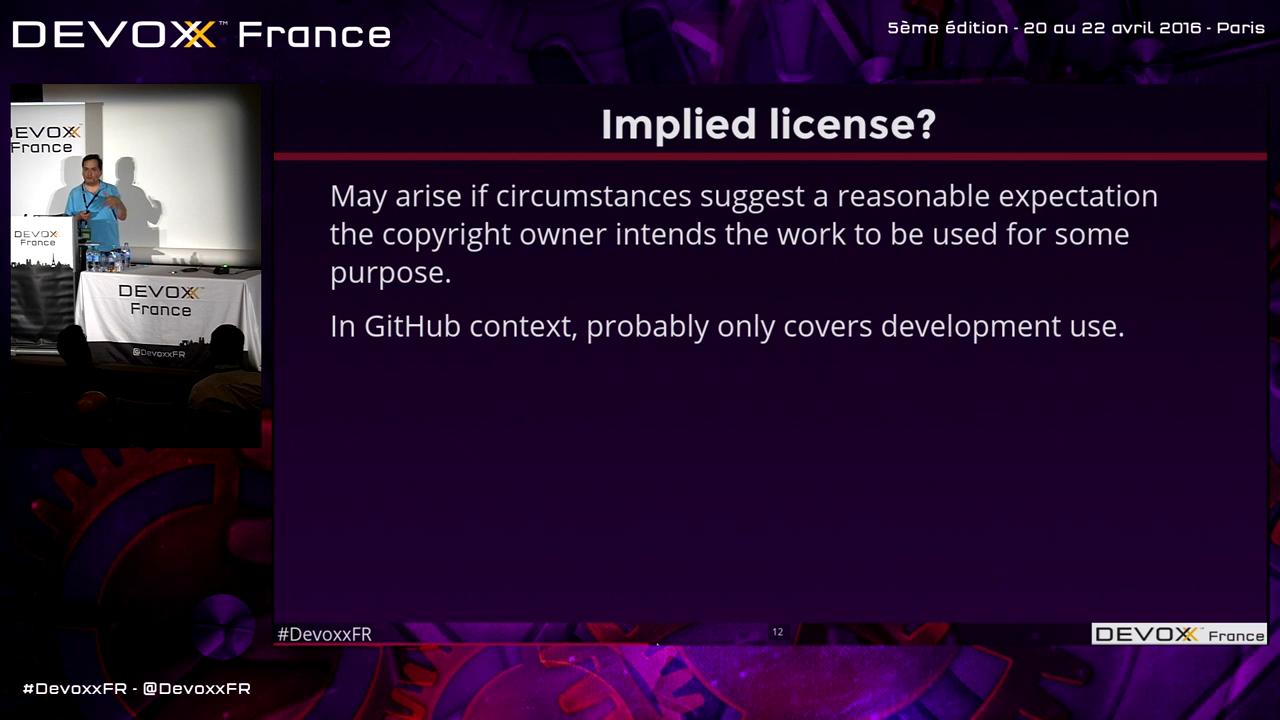 DEVOXX™ France
5ème édition - 20 au 22 avril 2016 - Paris
DEVOXX
France
DEVOXX
France
DEVOXX
France
@DevoxxFR
Implied license?
May arise if circumstances suggest a reasonable expectation
the copyright owner intends the work to be used for some
purpose.
In GitHub context, probably only covers development use.
#DevoxxFR
12
DEVOXX France
#DevoxxFR - @DevoxxFR